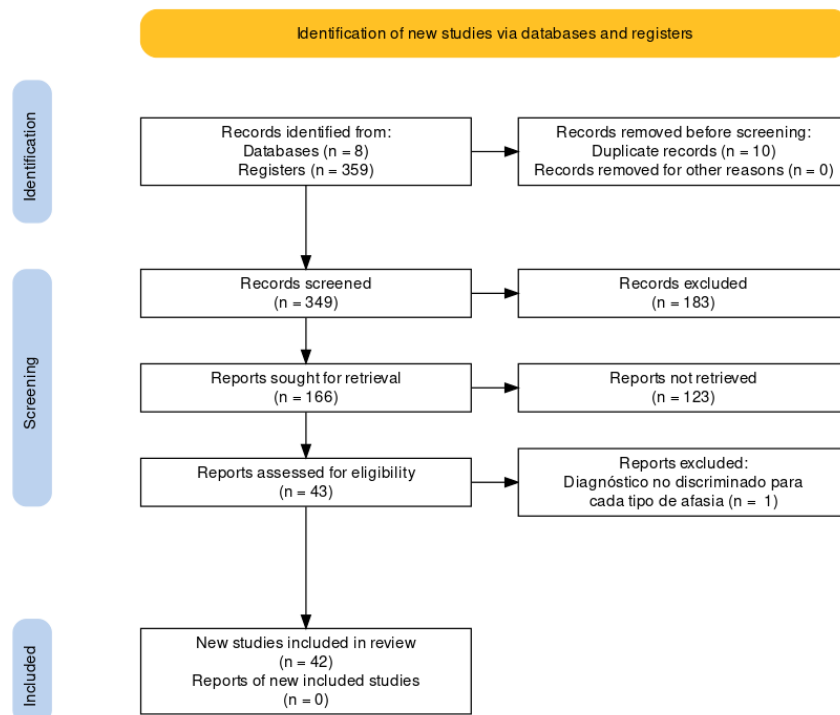 Identification of new studies via databases and registers
Identification
Records identified from:
Databases (n = 8)
Registers (n = 359)
Records removed before screening:
Duplicate records (n = 10)
Records removed for other reasons (n = 0)
Screening
Records screened
(n = 349)
Records excluded
(n = 183)
Reports sought for retrieval
(n = 166)
Reports not retrieved
(n = 123)
Reports assessed for eligibility
(n = 43)
Reports excluded:
Diagnóstico no discriminado para
cada tipo de afasia (n = 1)
Included
New studies included in review
(n = 42)
Reports of new included studies
(n = 0)